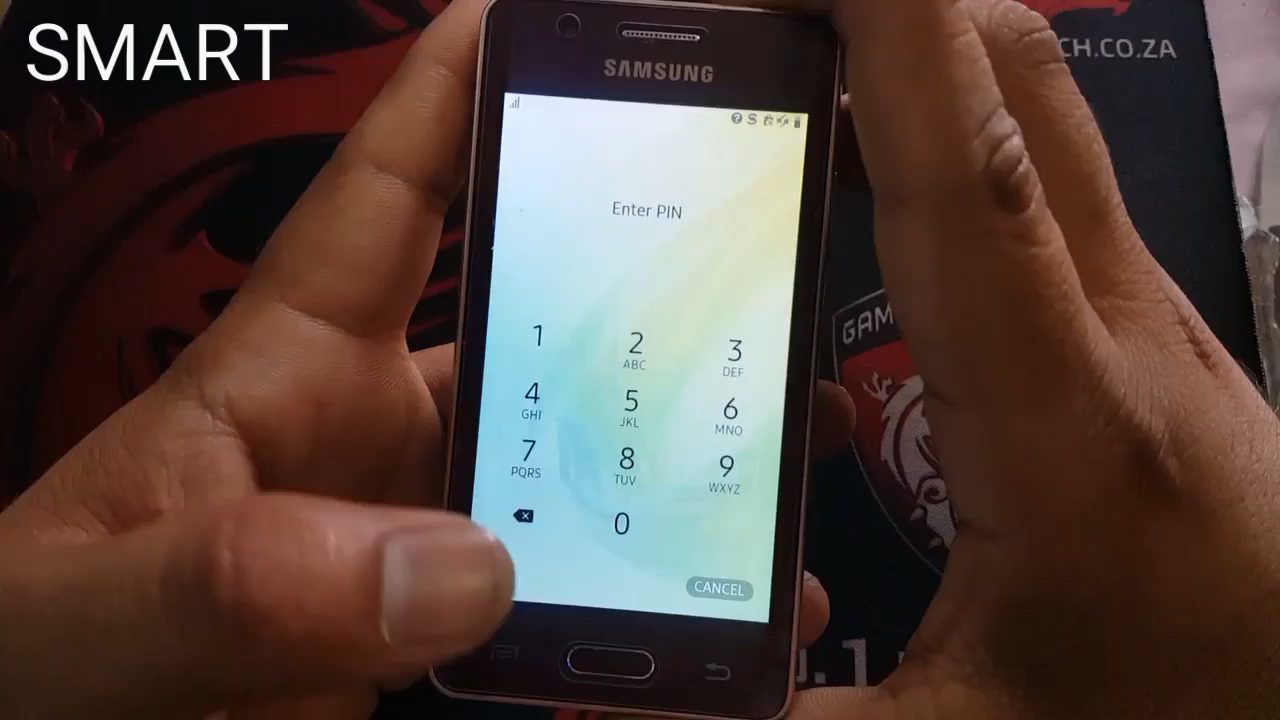 SMART
CH.CO.ZA
SAMSUNG
Enter PIN
1
2
3
ABC
DEF
4
5
6
GHI
JKL
MNO
7
8
9
PQRS
TUV
WXYZ
0
CANCEL
GAM